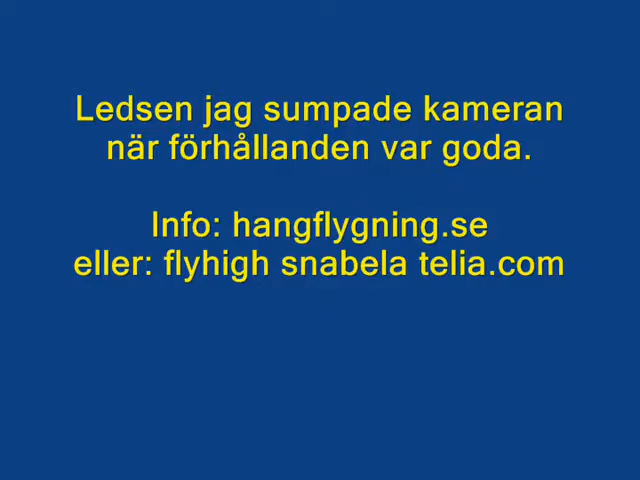 Ledsen jag sumpade kameran
när förhållanden var goda.
Info: hangflygning.se
eller: flyhigh snabela telia.com